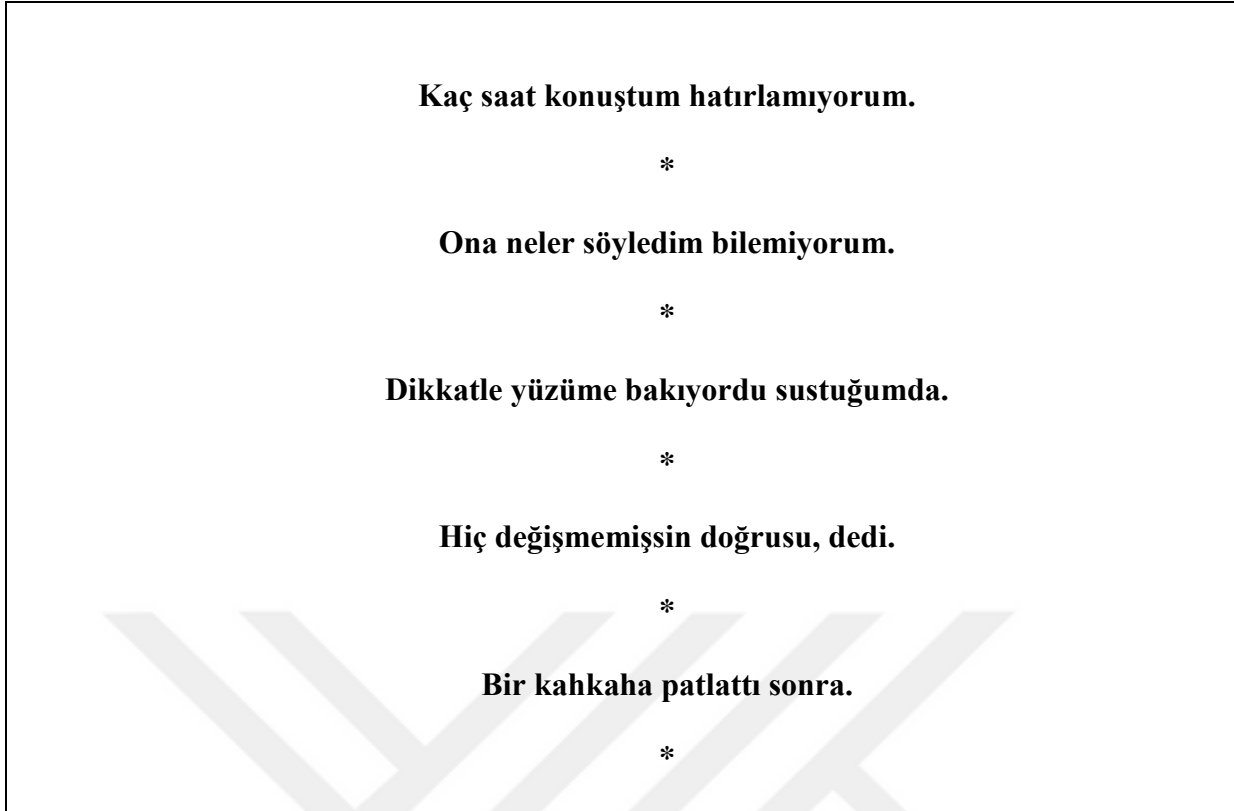 Kaç saat konuştum hatırlamıyorum.
*
Ona neler söyledim bilemiyorum.
*
Dikkatle yüzüme bakıyordu sustuğumda.
*
Hiç değişmemişsin doğrusu, dedi.
*
Bir kahkaha patlattı sonra.
*